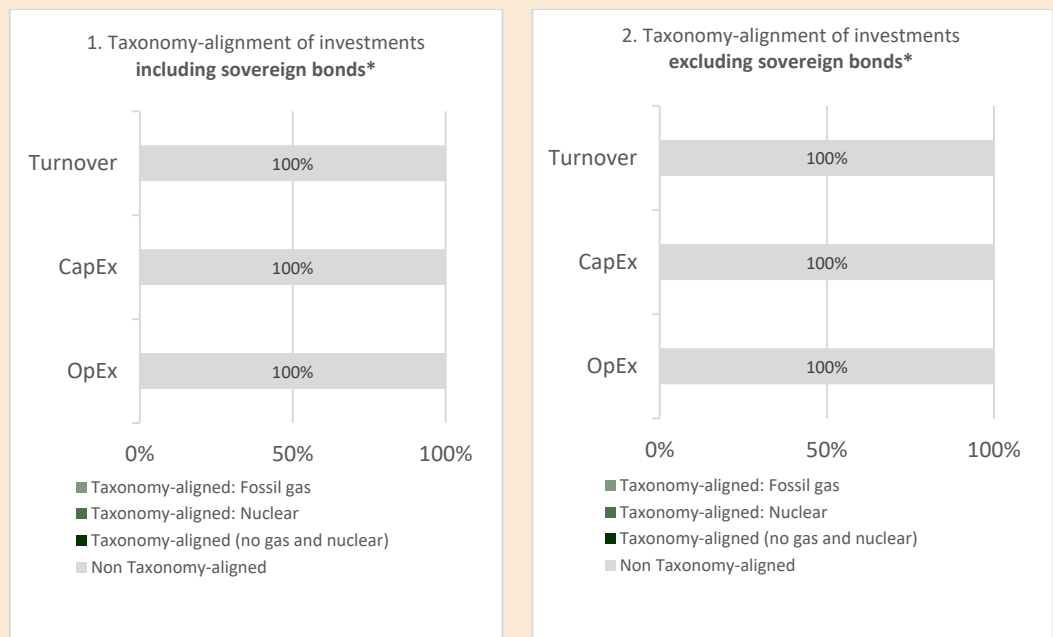 1. Taxonomy-alignment of investments
including sovereign bonds*
Turnover
100%
CapEx
100%
OpEx
100%
0% 50% 100%
Taxonomy-aligned: Fossil gas
Taxonomy-aligned: Nuclear
Taxonomy-aligned (no gas and nuclear)
Non Taxonomy-aligned
2. Taxonomy-alignment of investments
excluding sovereign bonds*
Turnover
100%
CapEx
100%
OpEx
100%
0% 50% 100%
Taxonomy-aligned: Fossil gas
Taxonomy-aligned: Nuclear
Taxonomy-aligned (no gas and nuclear)
Non Taxonomy-aligned